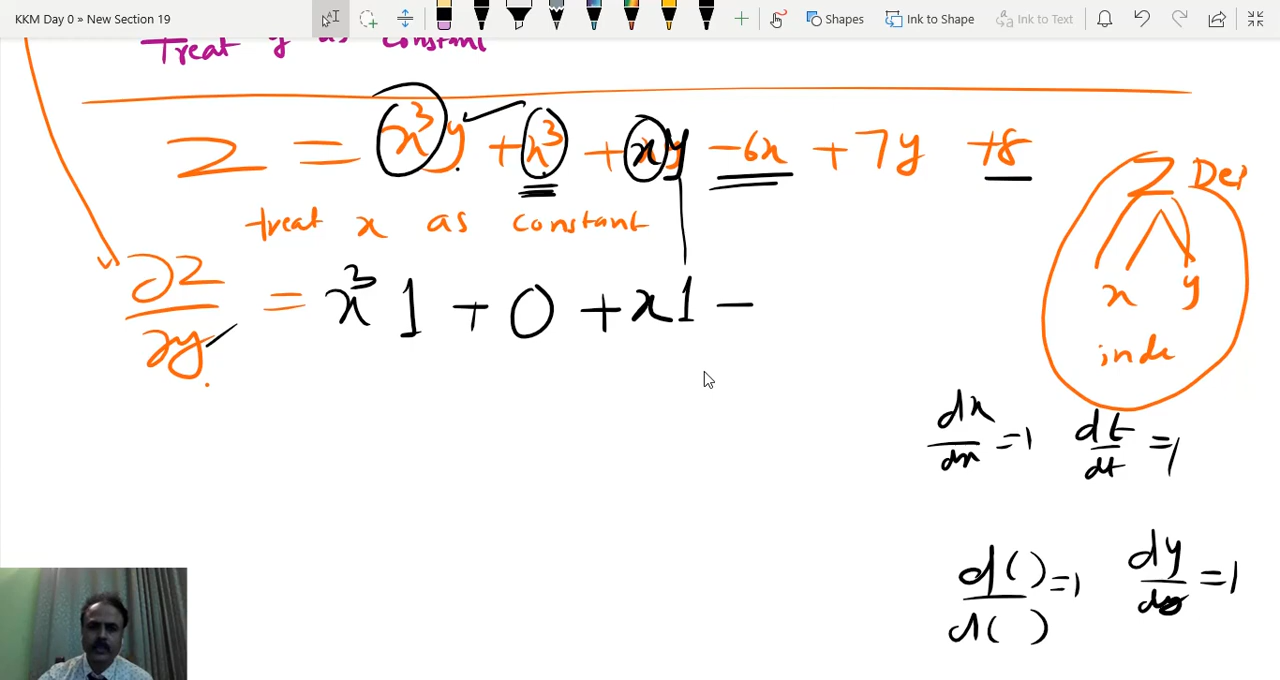 KKM Day 0 » New Section 19
Shapes
Ink to Shape
Ink to Text
Treat y as constant
Z = x³y + x³ + xy - 6x + 7y + 8
treat x as constant
∂Z/∂y = x³ 1 + 0 + x1 -
Z Dep
x y
inde
dx/dx = 1 dt/dt = 1
d( )/d( ) = 1 dy/dy = 1